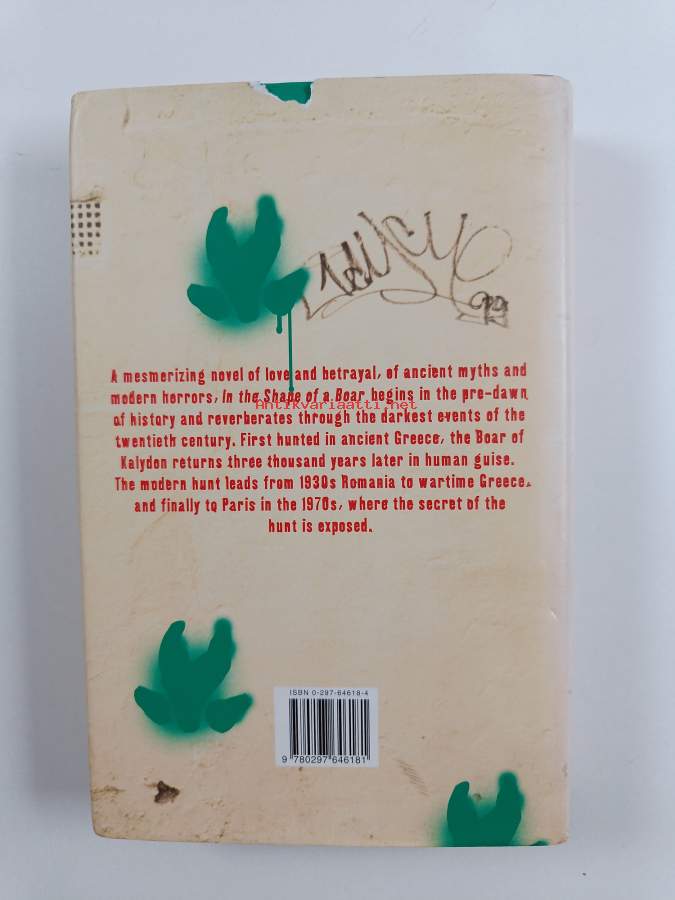 99
A mesmerizing novel of love and betrayal, of ancient myths and
modern horrors, In the Shape of a Boar begins in the pre-dawn
Antikvariaatti.net
of history and reverberates through the darkest events of the
twentieth century. First hunted in ancient Greece, the Boar of
Kalydon returns three thousand years later in human guise.
The modern hunt leads from 1930s Romania to wartime Greece,
and finally to Paris in the 1970s, where the secret of the
hunt is exposed.
ISBN 0-297-64618-4
9 780297 646181